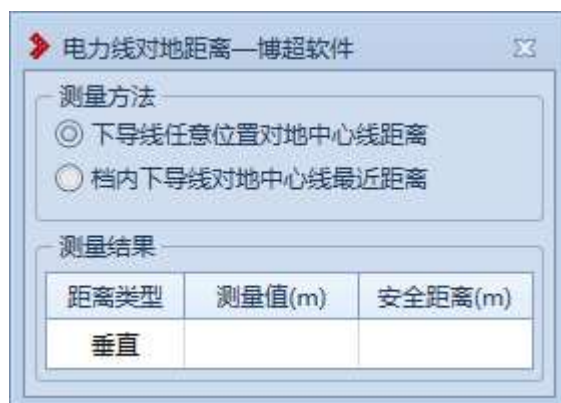 电力线对地距离—博超软件
测量方法
下导线任意位置对地中心线距离
档内下导线对地中心线最近距离
测量结果
距离类型 测量值(m) 安全距离(m)
垂直